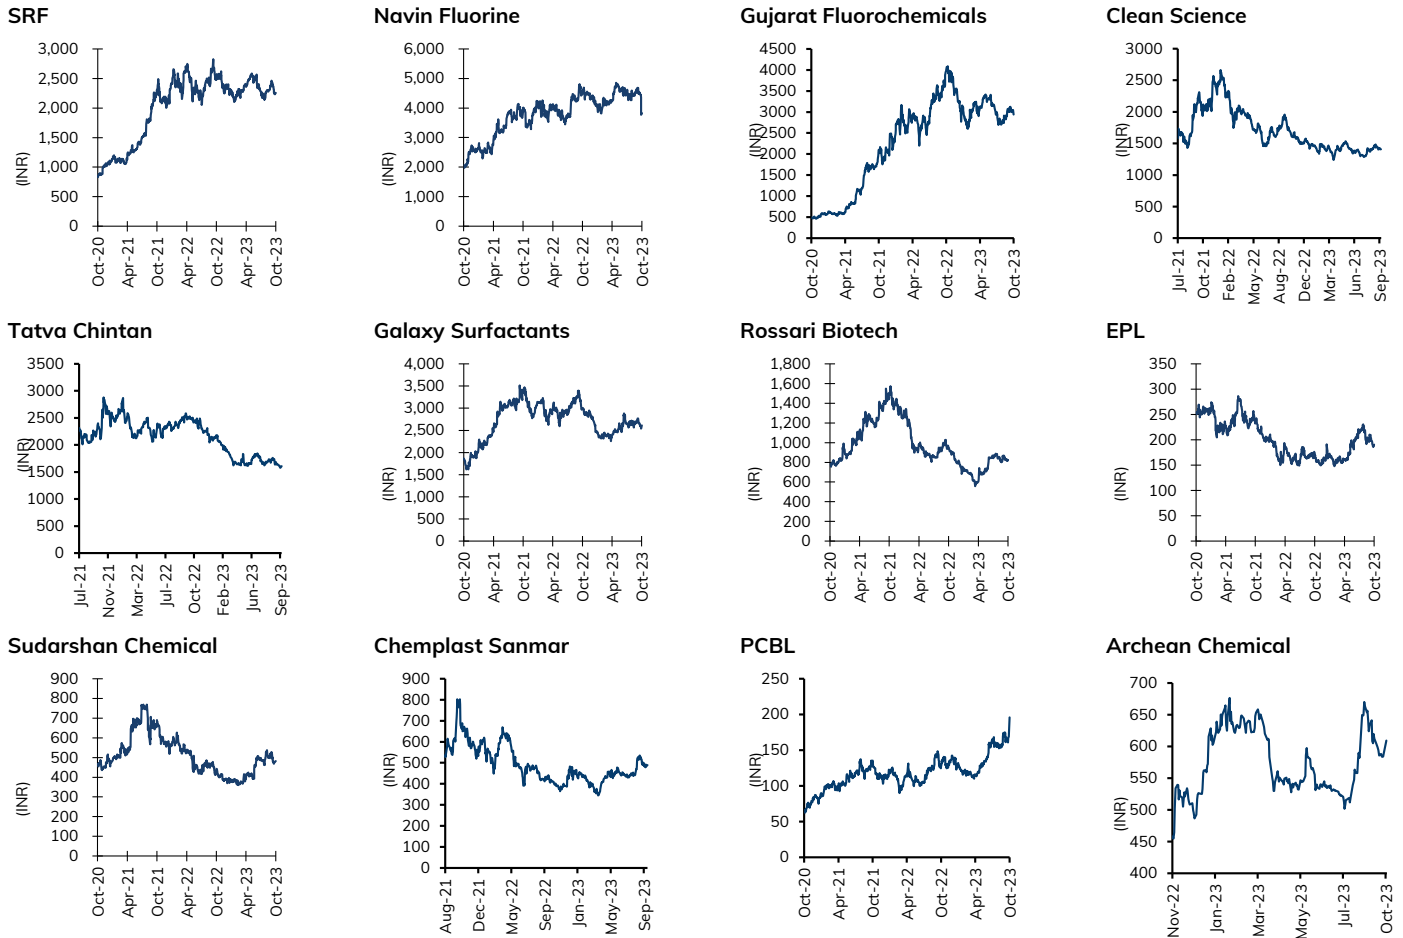 SRF
3,000
2,500
2,000
1,500
1,000
500
0
(INR)
Oct-20
Apr-21
Oct-21
Apr-22
Oct-22
Apr-23
Oct-23
Navin Fluorine
6,000
5,000
4,000
3,000
2,000
1,000
0
(INR)
Oct-20
Apr-21
Oct-21
Apr-22
Oct-22
Apr-23
Oct-23
Gujarat Fluorochemicals
4500
4000
3500
3000
2500
2000
1500
1000
500
0
(INR)
Oct-20
Apr-21
Oct-21
Apr-22
Oct-22
Apr-23
Oct-23
Clean Science
3000
2500
2000
1500
1000
500
0
(INR)
Jul-21
Oct-21
Feb-22
May-22
Aug-22
Dec-22
Mar-23
Jun-23
Sep-23
Tatva Chintan
3500
3000
2500
2000
1500
1000
500
0
(INR)
Jul-21
Nov-21
Mar-22
Jul-22
Oct-22
Feb-23
Jun-23
Sep-23
Galaxy Surfactants
4,000
3,500
3,000
2,500
2,000
1,500
1,000
500
0
(INR)
Oct-20
Apr-21
Oct-21
Apr-22
Oct-22
Apr-23
Oct-23
Rossari Biotech
1,800
1,600
1,400
1,200
1,000
800
600
400
200
0
(INR)
Oct-20
Apr-21
Oct-21
Apr-22
Oct-22
Apr-23
Oct-23
EPL
350
300
250
200
150
100
50
0
(INR)
Oct-20
Apr-21
Oct-21
Apr-22
Oct-22
Apr-23
Oct-23
Sudarshan Chemical
900
800
700
600
500
400
300
200
100
0
(INR)
Oct-20
Apr-21
Oct-21
Apr-22
Oct-22
Apr-23
Oct-23
Chemplast Sanmar
900
800
700
600
500
400
300
200
100
0
(INR)
Aug-21
Dec-21
May-22
Sep-22
Jan-23
May-23
Sep-23
PCBL
250
200
150
100
50
0
(INR)
Oct-20
Apr-21
Oct-21
Apr-22
Oct-22
Apr-23
Oct-23
Archean Chemical
700
650
600
550
500
450
400
(INR)
Nov-22
Jan-23
Mar-23
May-23
Jul-23
Oct-23